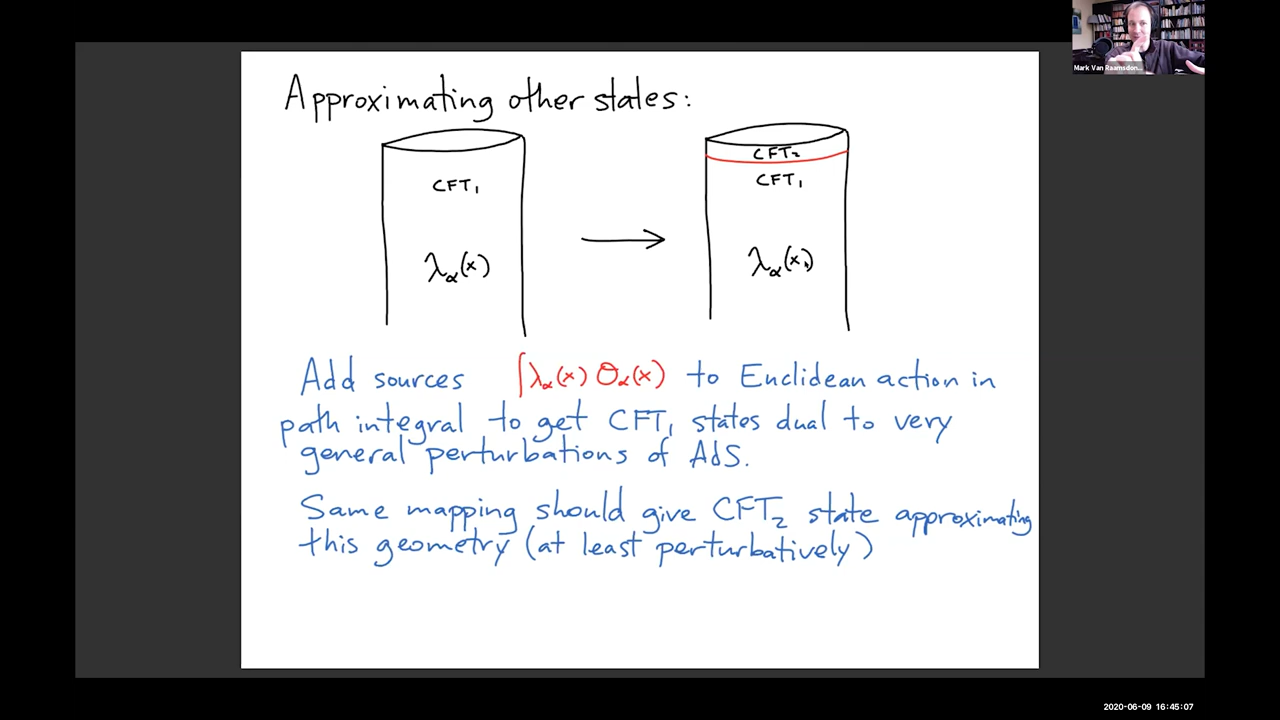 Mark Van Raamsdon...
Approximating other states:
CFT₁
λα(x)
CFT₂
CFT₁
λα(x)
Add sources ∫λα(x) Oα(x) to Euclidean action in
path integral to get CFT₁ states dual to very
general perturbations of AdS.
Same mapping should give CFT₂ state approximating
this geometry (at least perturbatively)
2020-06-09 16:45:07